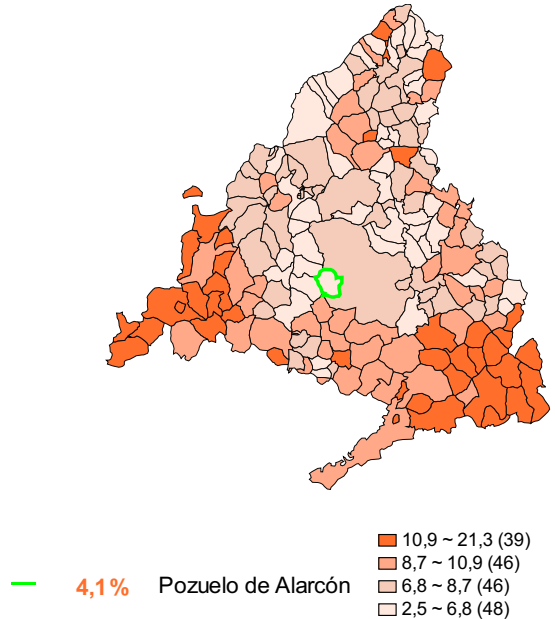 10,9 ~ 21,3 (39)
8,7 ~ 10,9 (46)
6,8 ~ 8,7 (46)
2,5 ~ 6,8 (48)
4,1% Pozuelo de Alarcón